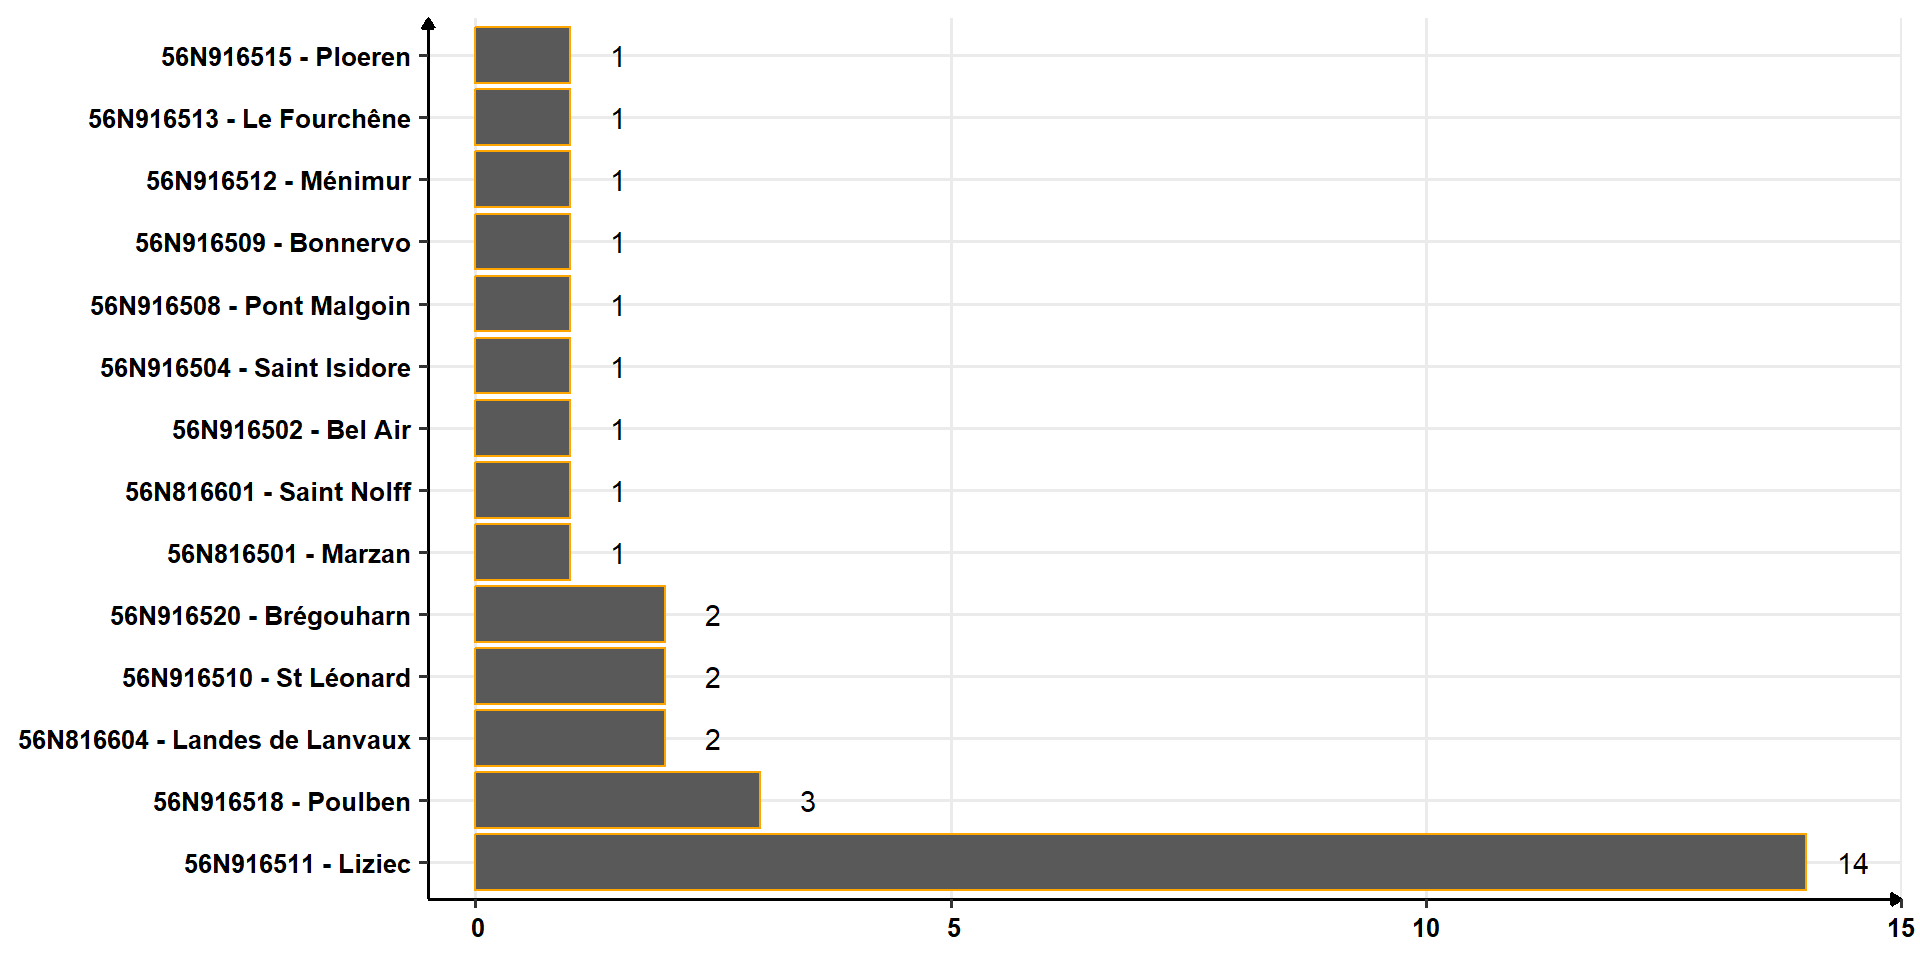 56N916515 - Ploeren 1
56N916513 - Le Fourchêne 1
56N916512 - Ménimur 1
56N916509 - Bonnervo 1
56N916508 - Pont Malgoin 1
56N916504 - Saint Isidore 1
56N916502 - Bel Air 1
56N816601 - Saint Nolff 1
56N816501 - Marzan 1
56N916520 - Brégouharn 2
56N916510 - St Léonard 2
56N816604 - Landes de Lanvaux 2
56N916518 - Poulben 3
56N916511 - Liziec 14
0 5 10 15